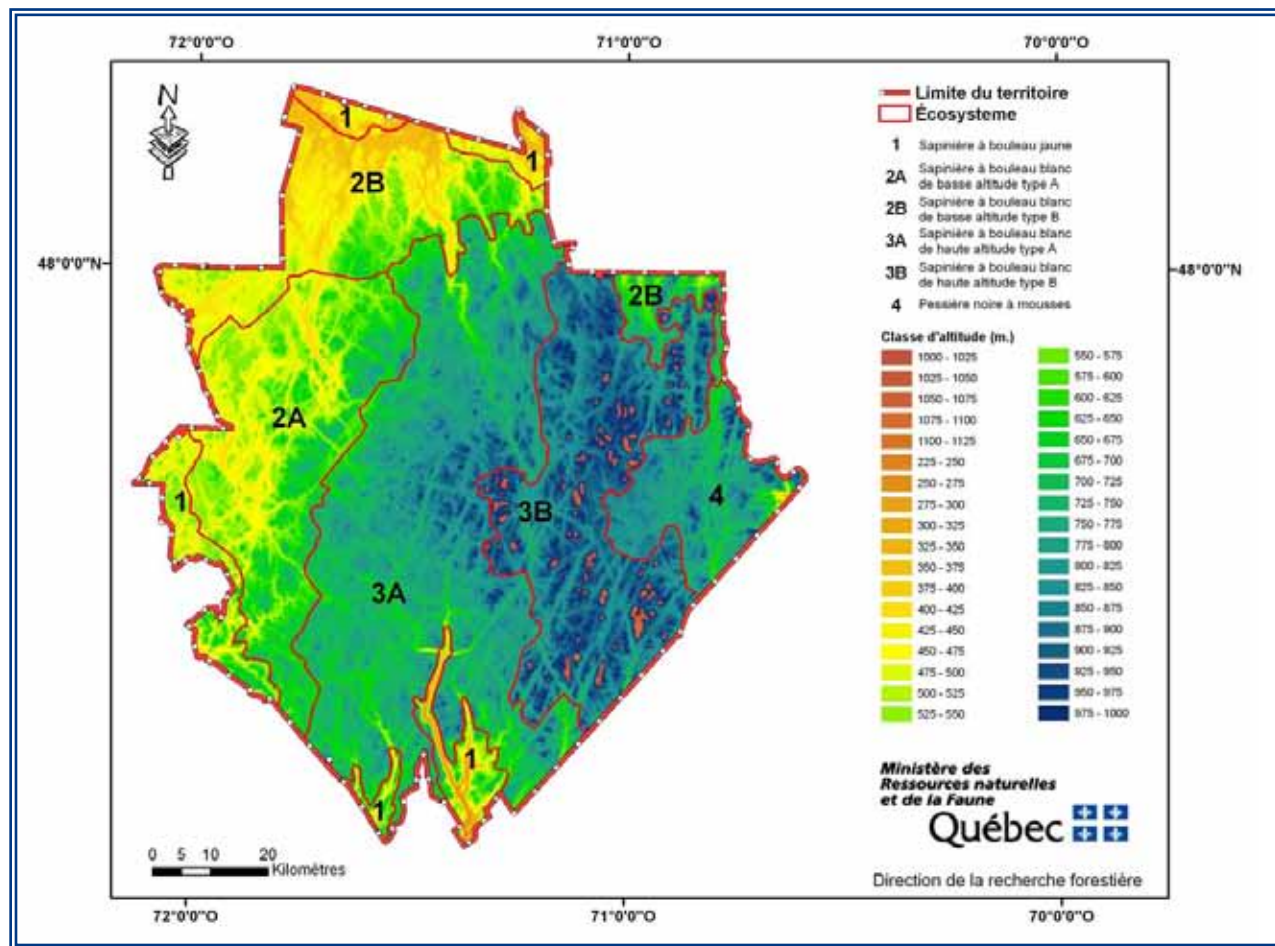 72°0'0"O
71°0'0"O
70°0'0"O
N
Limite du territoire
Écosysteme
1 Sapinière à bouleau jaune
2A Sapinière à bouleau blanc
de basse altitude type A
2B Sapinière à bouleau blanc
de basse altitude type B
3A Sapinière à bouleau blanc
de haute altitude type A
3B Sapinière à bouleau blanc
de haute altitude type B
4 Pessière noire à mousses
48°0'0"N
48°0'0"N
1
1
2B
2B
2A
1
3B
4
3A
1
1
Classe d'altitude (m.)
1000 - 1025
1025 - 1050
1050 - 1075
1075 - 1100
1100 - 1125
225 - 250
250 - 275
275 - 300
300 - 325
325 - 350
350 - 375
375 - 400
400 - 425
425 - 450
450 - 475
475 - 500
500 - 525
525 - 550
550 - 575
575 - 600
600 - 625
625 - 650
650 - 675
675 - 700
700 - 725
725 - 750
750 - 775
775 - 800
800 - 825
825 - 850
850 - 875
875 - 900
900 - 925
925 - 950
950 - 975
975 - 1000
Ministère des
Ressources naturelles
et de la Faune
Québec
Direction de la recherche forestière
0 5 10 20
Kilomètres
72°0'0"O
71°0'0"O
70°0'0"O